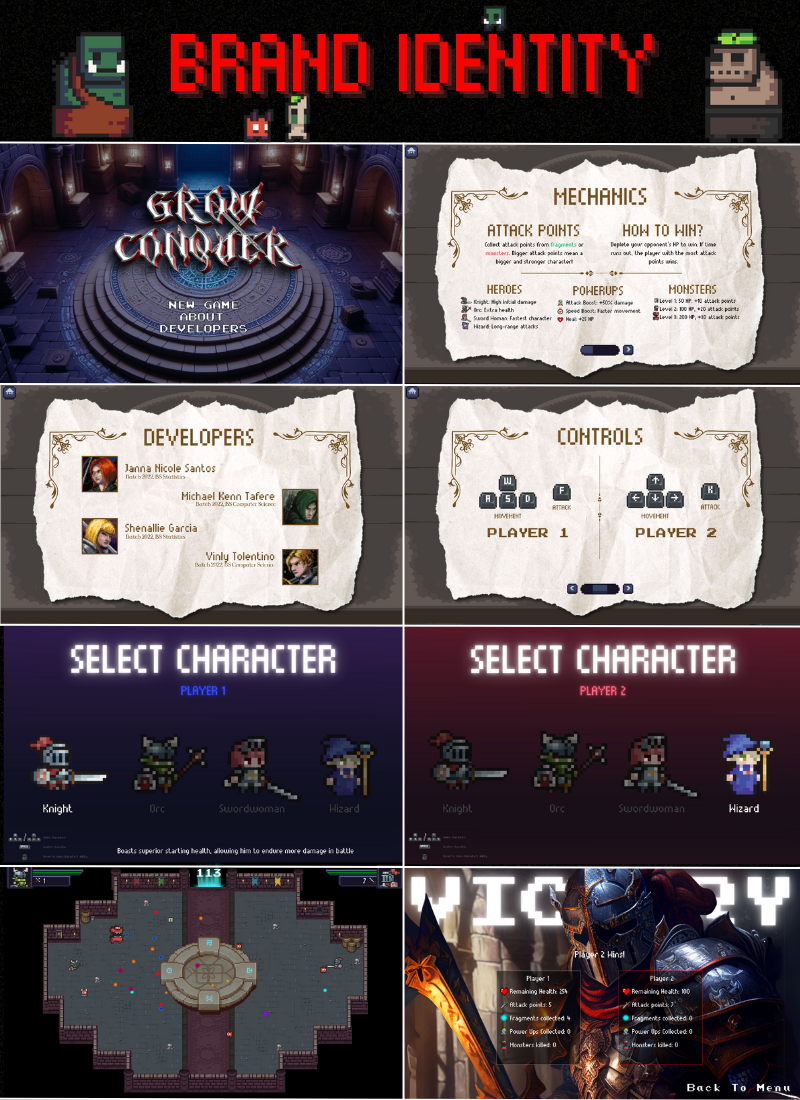 BRAND IDENTITY
GROW
CONQUER
NEW GAME
ABOUT
DEVELOPERS
MECHANICS
ATTACK POINTS
Collect attack points from fragments or
monsters. Bigger attack points mean a
bigger and stronger character!
HOW TO WIN?
Deplete your opponent's HP to win. If time
runs out, the player with the most attack
points wins.
HEROES
Knight: High initial damage
Orc: Extra health
Sword Woman: Fastest character
Wizard: Long-range attacks
POWERUPS
Attack Boost: +50% damage
Speed Boost: Faster movement
Heal: +25 HP
MONSTERS
Level 1: 50 HP, +10 attack points
Level 2: 100 HP, +20 attack points
Level 3: 200 HP, +30 attack points
DEVELOPERS
Janna Nicole Santos
Batch 2022, BS Statistics
Michael Kenn Tafere
Batch 2022, BS Computer Science
Shenallie Garcia
Batch 2022, BS Statistics
Vinly Tolentino
Batch 2022, BS Computer Science
CONTROLS
W
A S D
F
MOVEMENT
ATTACK
PLAYER 1
K
MOVEMENT
ATTACK
PLAYER 2
SELECT CHARACTER
PLAYER 1
Knight
Orc
Swordwoman
Wizard
Boasts superior starting health, allowing him to endure more damage in battle
SELECT CHARACTER
PLAYER 2
Knight
Orc
Swordwoman
Wizard
113
1
7
VICTORY
Player 2 Wins!
Player 1
Remaining Health: 254
Attack points: 5
Fragments collected: 4
Power Ups Collected: 0
Monsters killed: 0
Player 2
Remaining Health: 100
Attack points: 7
Fragments collected: 0
Power Ups Collected: 0
Monsters killed: 0
Back To Menu